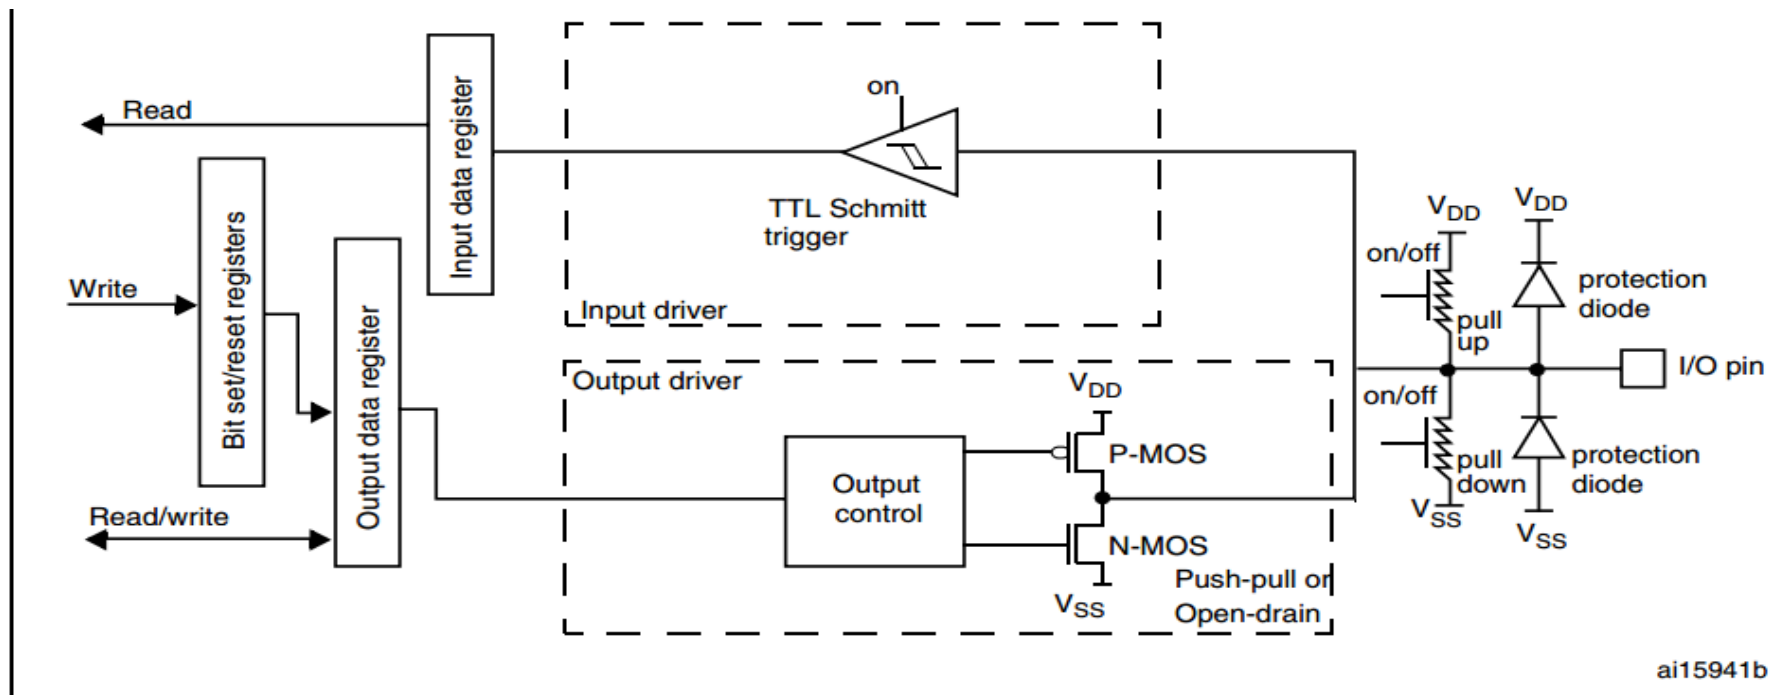 Read
Input data register
on
TTL Schmitt
trigger
Input driver
Write
Bit set/reset registers
Output data register
Read/write
Output driver
Output
control
VDD
P-MOS
N-MOS
VSS
Push-pull or
Open-drain
VDD
on/off
pull
up
VDD
protection
diode
I/O pin
on/off
pull
down
VSS
protection
diode
VSS
ai15941b